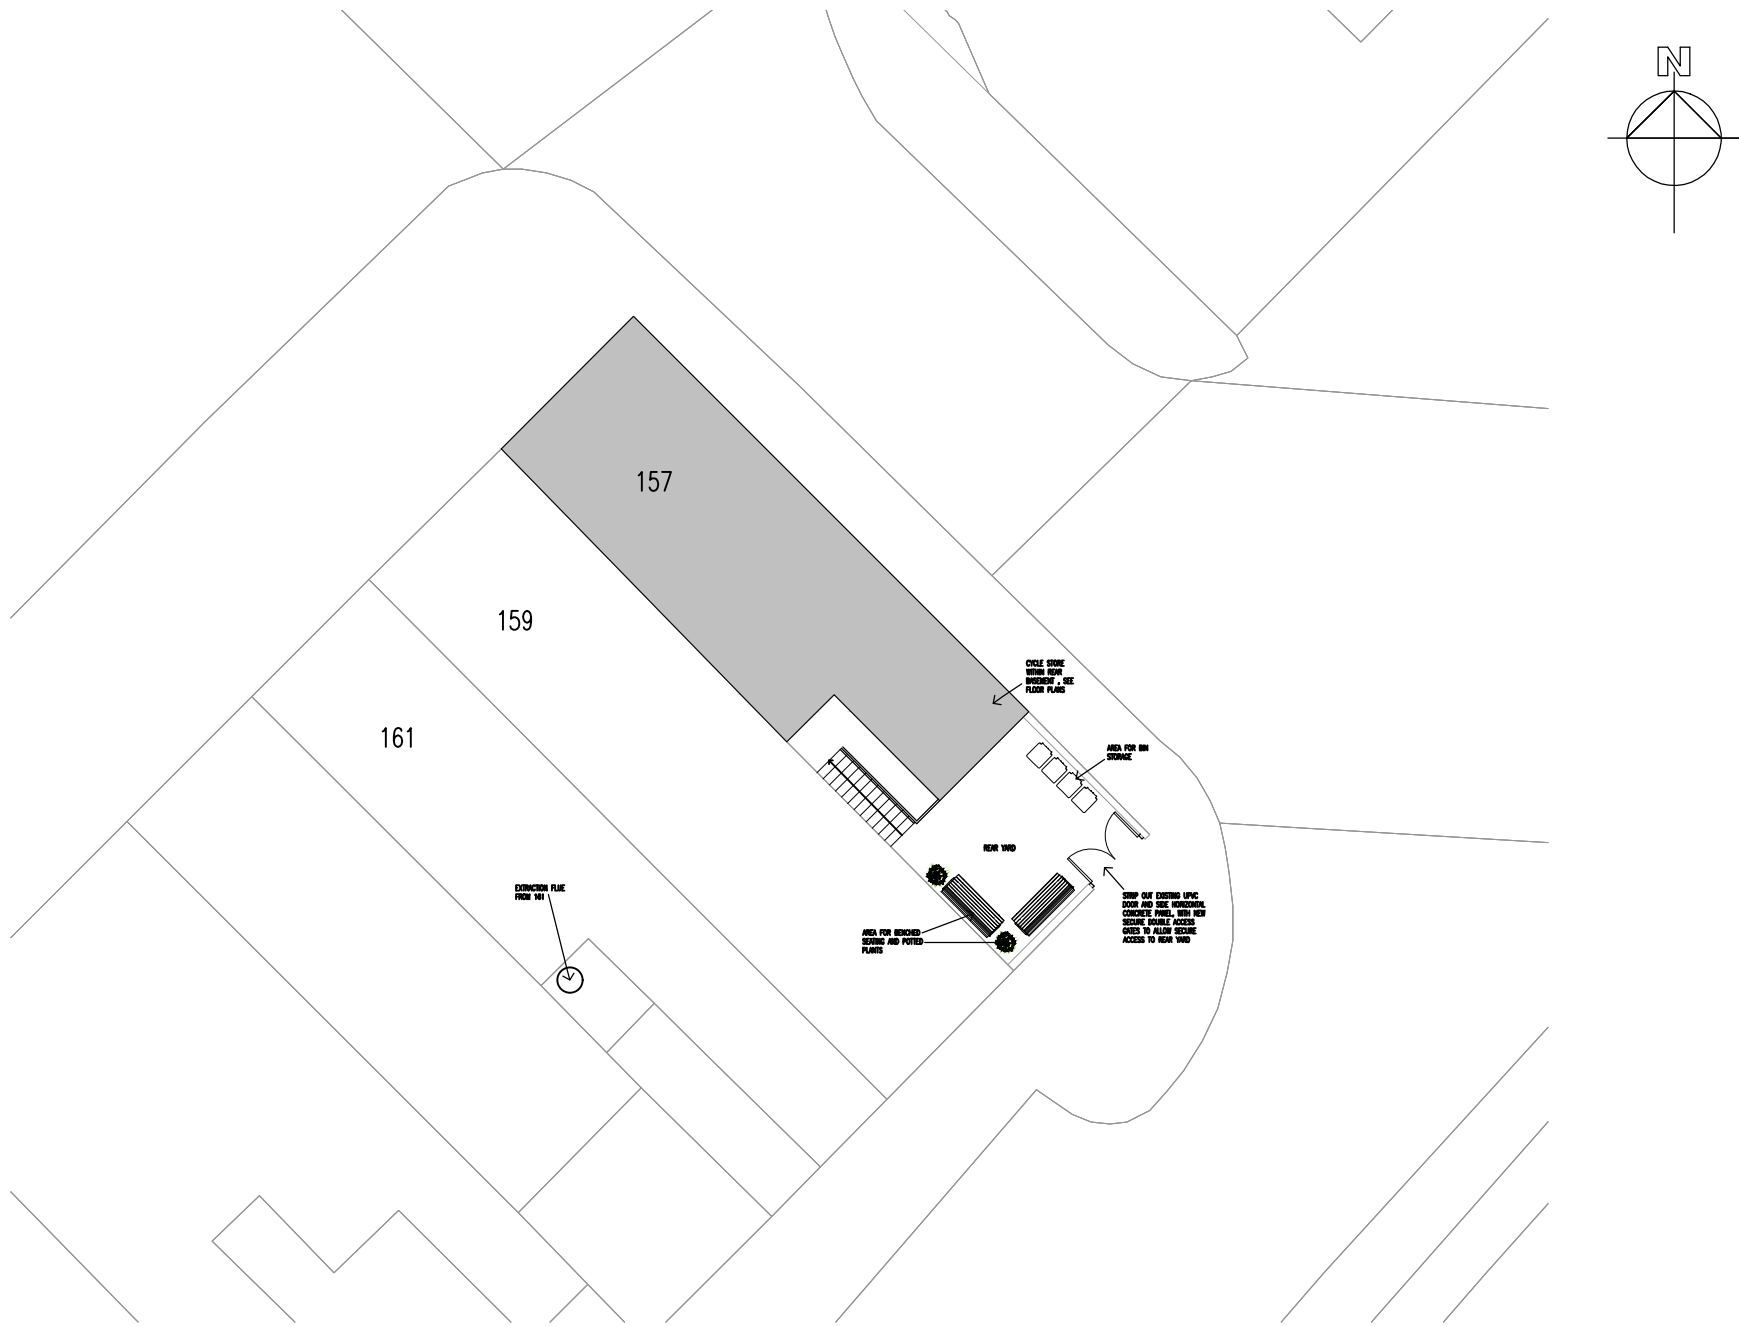 N
157
159
161
CYCLE STORE
WITHIN REAR
BASEMENT , SEE
FLOOR PLANS
AREA FOR BIN
STORAGE
REAR YARD
EXTRACTION FLUE
FROM 161
STRIP OUT EXISTING UPVC
DOOR AND SIDE HORIZONTAL
CONCRETE PANEL, WITH NEW
SECURE DOUBLE ACCESS
GATES TO ALLOW SECURE
ACCESS TO REAR YARD
AREA FOR BENCHED
SEATING AND POTTED
PLANTS